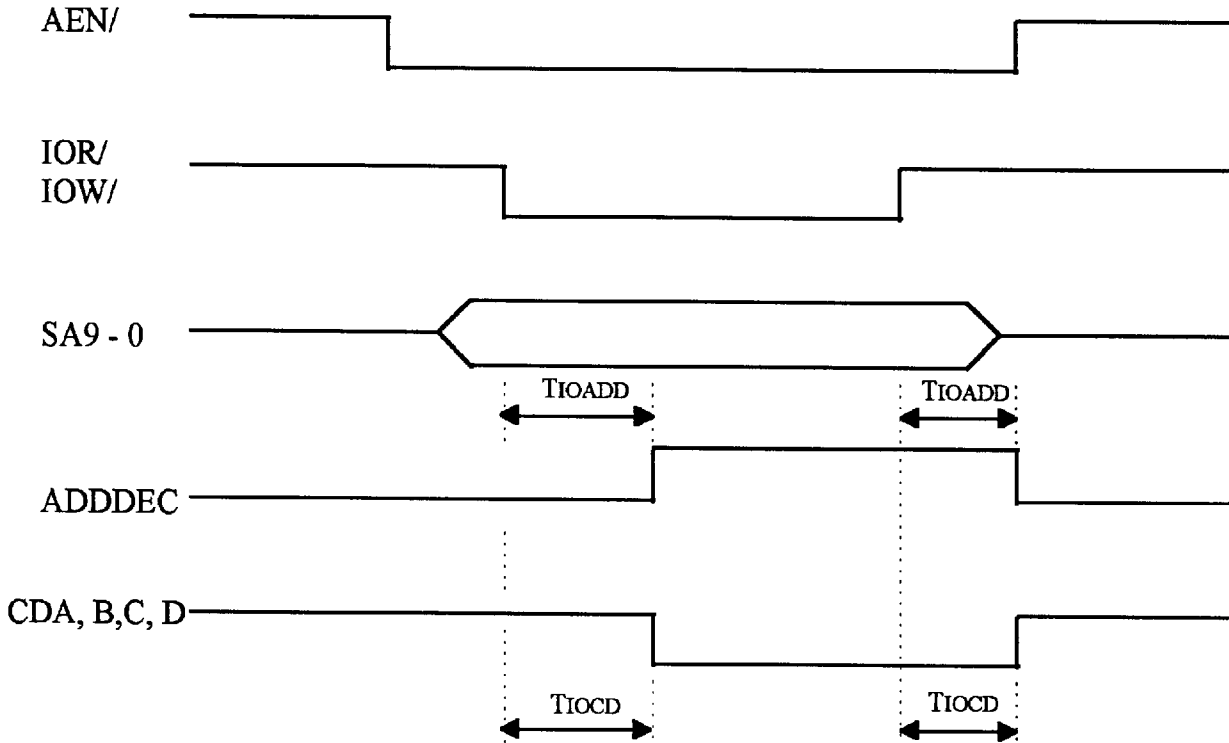 AEN/
IOR/
IOW/
SA9 - 0
TIOADD
TIOADD
ADDDEC
CDA, B,C, D
TIOCD
TIOCD